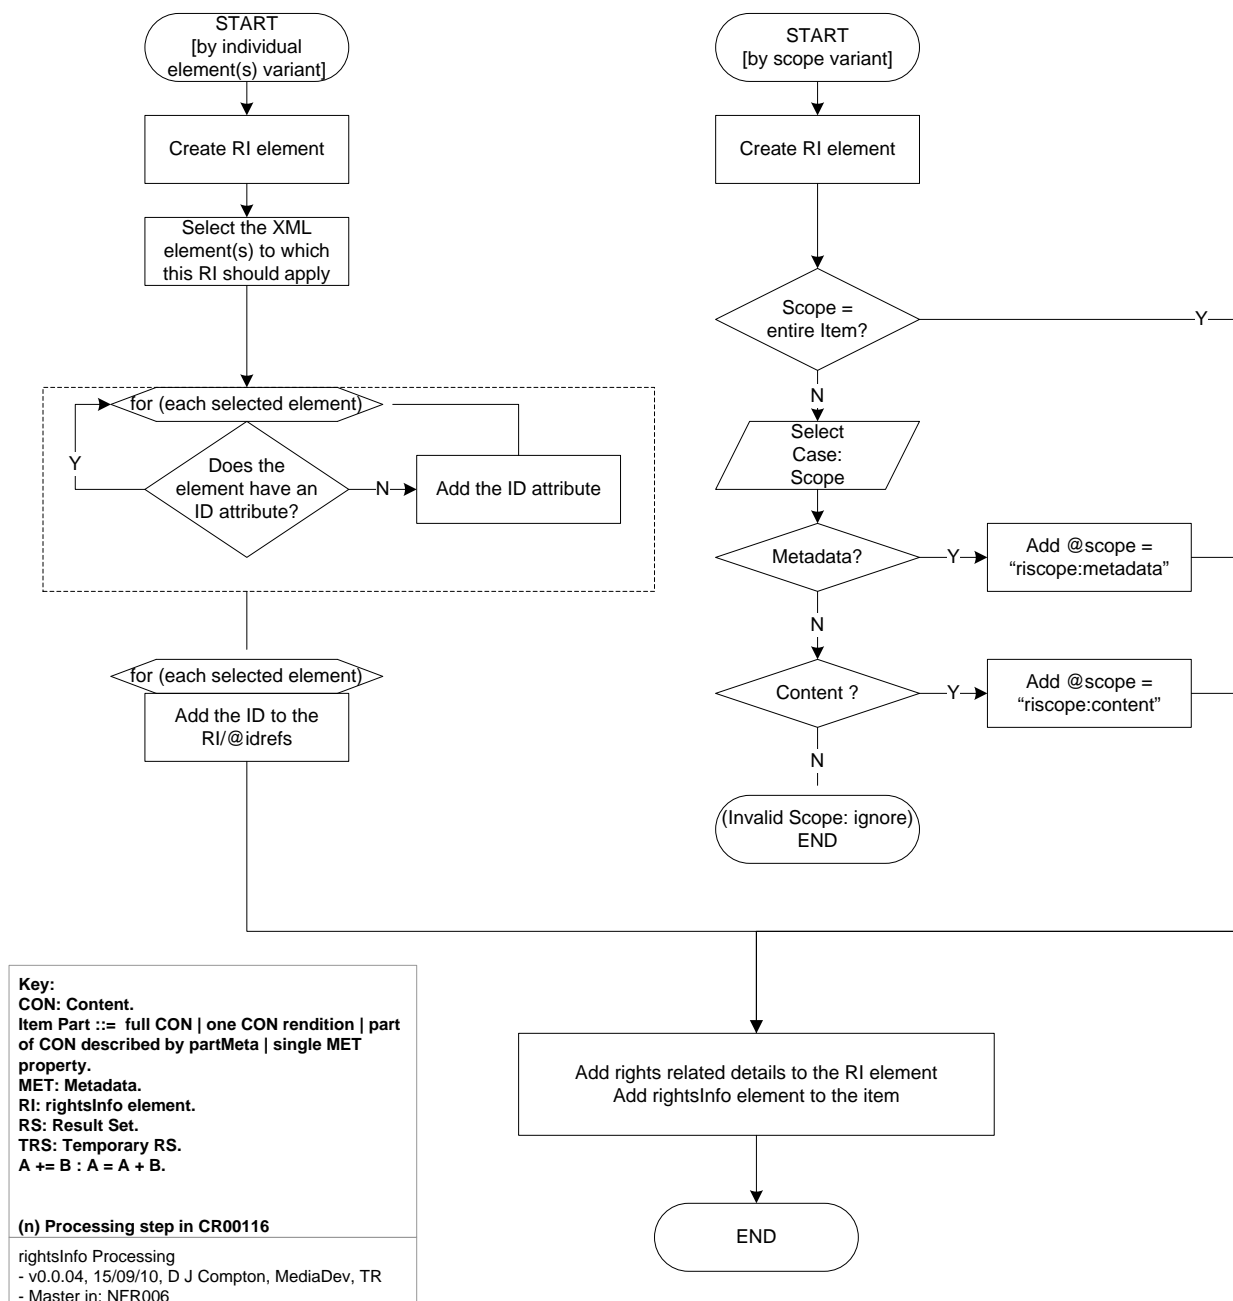 START
[by individual
element(s) variant]
Create RI element
Select the XML
element(s) to which
this RI should apply
for (each selected element)
Y
Does the
element have an
ID attribute?
N
Add the ID attribute
for (each selected element)
Add the ID to the
RI/@idrefs
START
[by scope variant]
Create RI element
Scope =
entire Item?
Y
N
Select
Case:
Scope
Metadata?
Y
Add @scope =
“riscope:metadata”
N
Content ?
Y
Add @scope =
“riscope:content”
N
(Invalid Scope: ignore)
END
Add rights related details to the RI element
Add rightsInfo element to the item
END
Key:
CON: Content.
Item Part ::= full CON | one CON rendition | part
of CON described by partMeta | single MET
property.
MET: Metadata.
RI: rightsInfo element.
RS: Result Set.
TRS: Temporary RS.
A += B : A = A + B.
(n) Processing step in CR00116
rightsInfo Processing
- v0.0.04, 15/09/10, D J Compton, MediaDev, TR
- Master in: NFR006